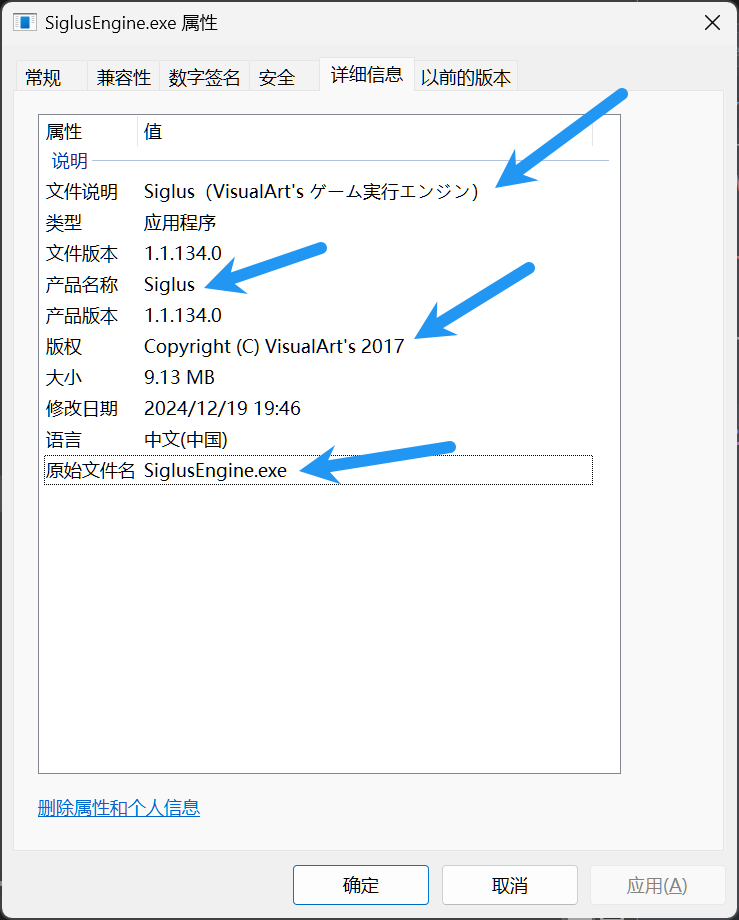 SiglusEngine.exe 属性
常规 兼容性 数字签名 安全 详细信息 以前的版本
属性 值
说明
文件说明 Siglus（VisualArt's ゲーム実行エンジン）
类型 应用程序
文件版本 1.1.134.0
产品名称 Siglus
产品版本 1.1.134.0
版权 Copyright (C) VisualArt's 2017
大小 9.13 MB
修改日期 2024/12/19 19:46
语言 中文(中国)
原始文件名 SiglusEngine.exe
删除属性和个人信息
确定 取消 应用(A)